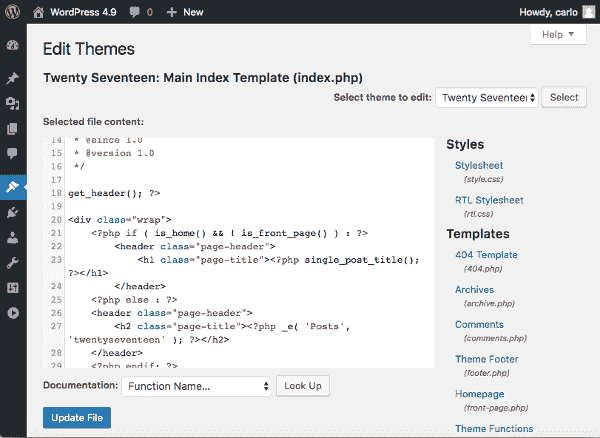 WordPress 4.9 0 New Howdy, carlo
Help
Edit Themes
Twenty Seventeen: Main Index Template (index.php)
Select theme to edit: Twenty Seventeen Select
Selected file content:
14 * @since 1.0
15 * @version 1.0
16 */
17
18 get_header(); ?>
19
20 <div class="wrap">
21 <?php if ( is_home() && ! is_front_page() ) : ?>
22 <header class="page-header">
23 <h1 class="page-title"><?php single_post_title();
?></h1>
24 </header>
25 <?php else : ?>
26 <header class="page-header">
27 <h2 class="page-title"><?php _e( 'Posts',
'twentyseventeen' ); ?></h2>
28 </header>
29 <?php endif; ?>
Documentation: Function Name... Look Up
Update File
Styles
Stylesheet
(style.css)
RTL Stylesheet
(rtl.css)
Templates
404 Template
(404.php)
Archives
(archive.php)
Comments
(comments.php)
Theme Footer
(footer.php)
Homepage
(front-page.php)
Theme Functions